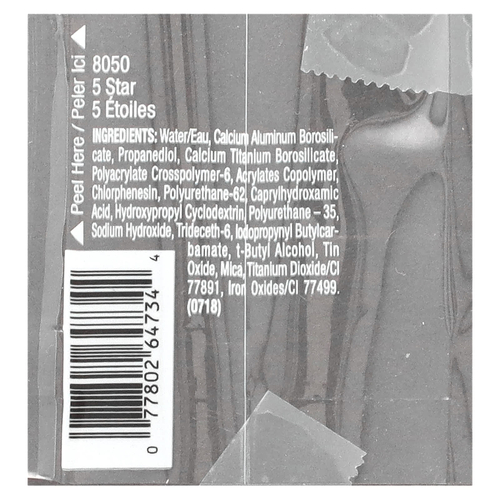 Peel Here / Peler Ici
8050
5 Star
5 Étoiles
INGREDIENTS: Water/Eau, Calcium Aluminum Borosili-
cate, Propanediol, Calcium Titanium Borosilicate,
Polyacrylate Crosspolymer-6, Acrylates Copolymer,
Chlorphenesin, Polyurethane-62, Caprylhydroxamic
Acid, Hydroxypropyl Cyclodextrin, Polyurethane – 35,
Sodium Hydroxide, Trideceth-6, Iodopropynyl Butylcar-
bamate, t-Butyl Alcohol, Tin
Oxide, Mica, Titanium Dioxide/CI
77891, Iron Oxides/CI 77499.
(0718)
0 77802 64734 4